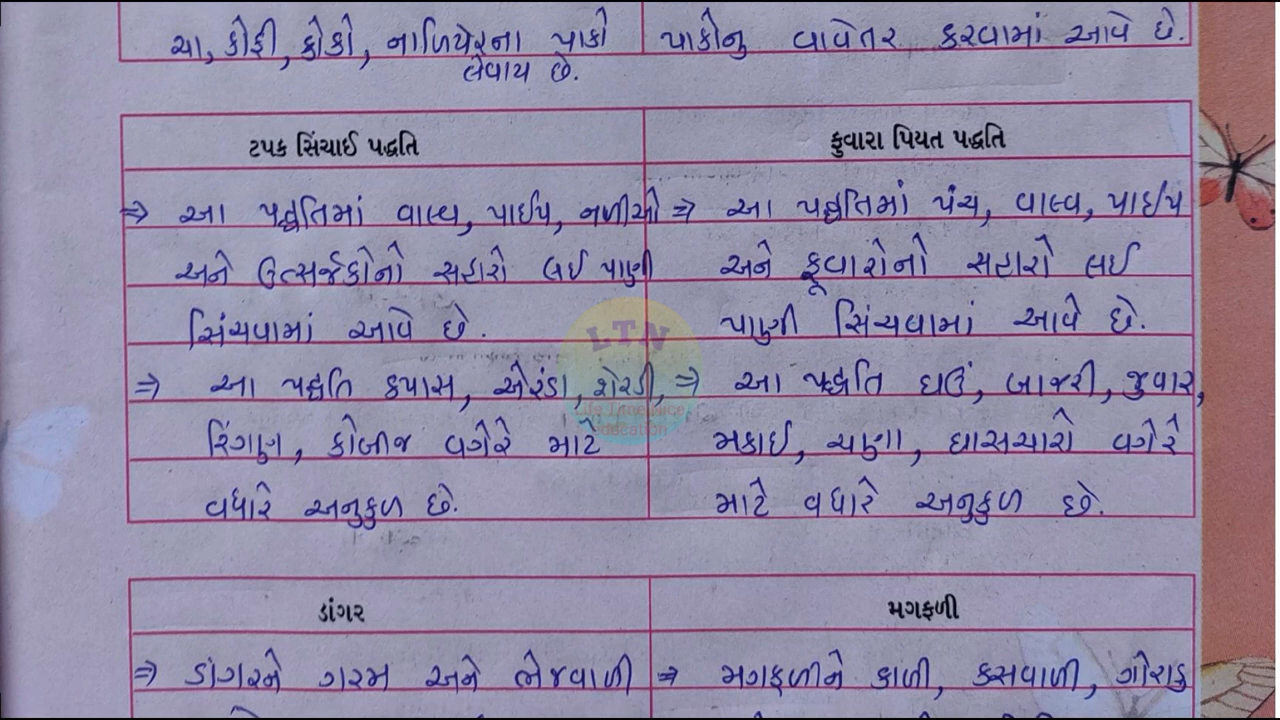 ચા, કોફી, કોકો, નાળિયેરના પાકો
લેવાય છે.
પાકોનુ વાવેતર કરવામાં આવે છે.
ટપક સિંચાઈ પદ્ધતિ
⇒ આ પદ્ધતિમાં વાલ્વ, પાઈપ, નળીઓ
અને ઉત્સર્જકોનો સહારો લઈ પાણી
સિંચવામાં આવે છે.
⇒ આ પદ્ધતિ કપાસ, એરંડા, શેરડી,
રિંગણ, કોબીજ વગેરે માટે
વધારે અનુકુળ છે.
ફુવારા પિયત પદ્ધતિ
⇒ આ પદ્ધતિમાં પંચ, વાલ્વ, પાઈપ
અને ફૂવારોનો સહારો લઈ
પાણી સિંચવામાં આવે છે.
⇒ આ પદ્ધતિ ઘઉં, બાજરી, જુવાર,
મકાઈ, ચણા, ઘાસચારો વગેરે
માટે વધારે અનુકુળ છે.
LTN
Education
ડાંગર
⇒ ડાંગરને ગરમ અને ભેજવાળી
મગફળી
⇒ મગફળીને કાળી, કસવાળી, ગોરાડુ